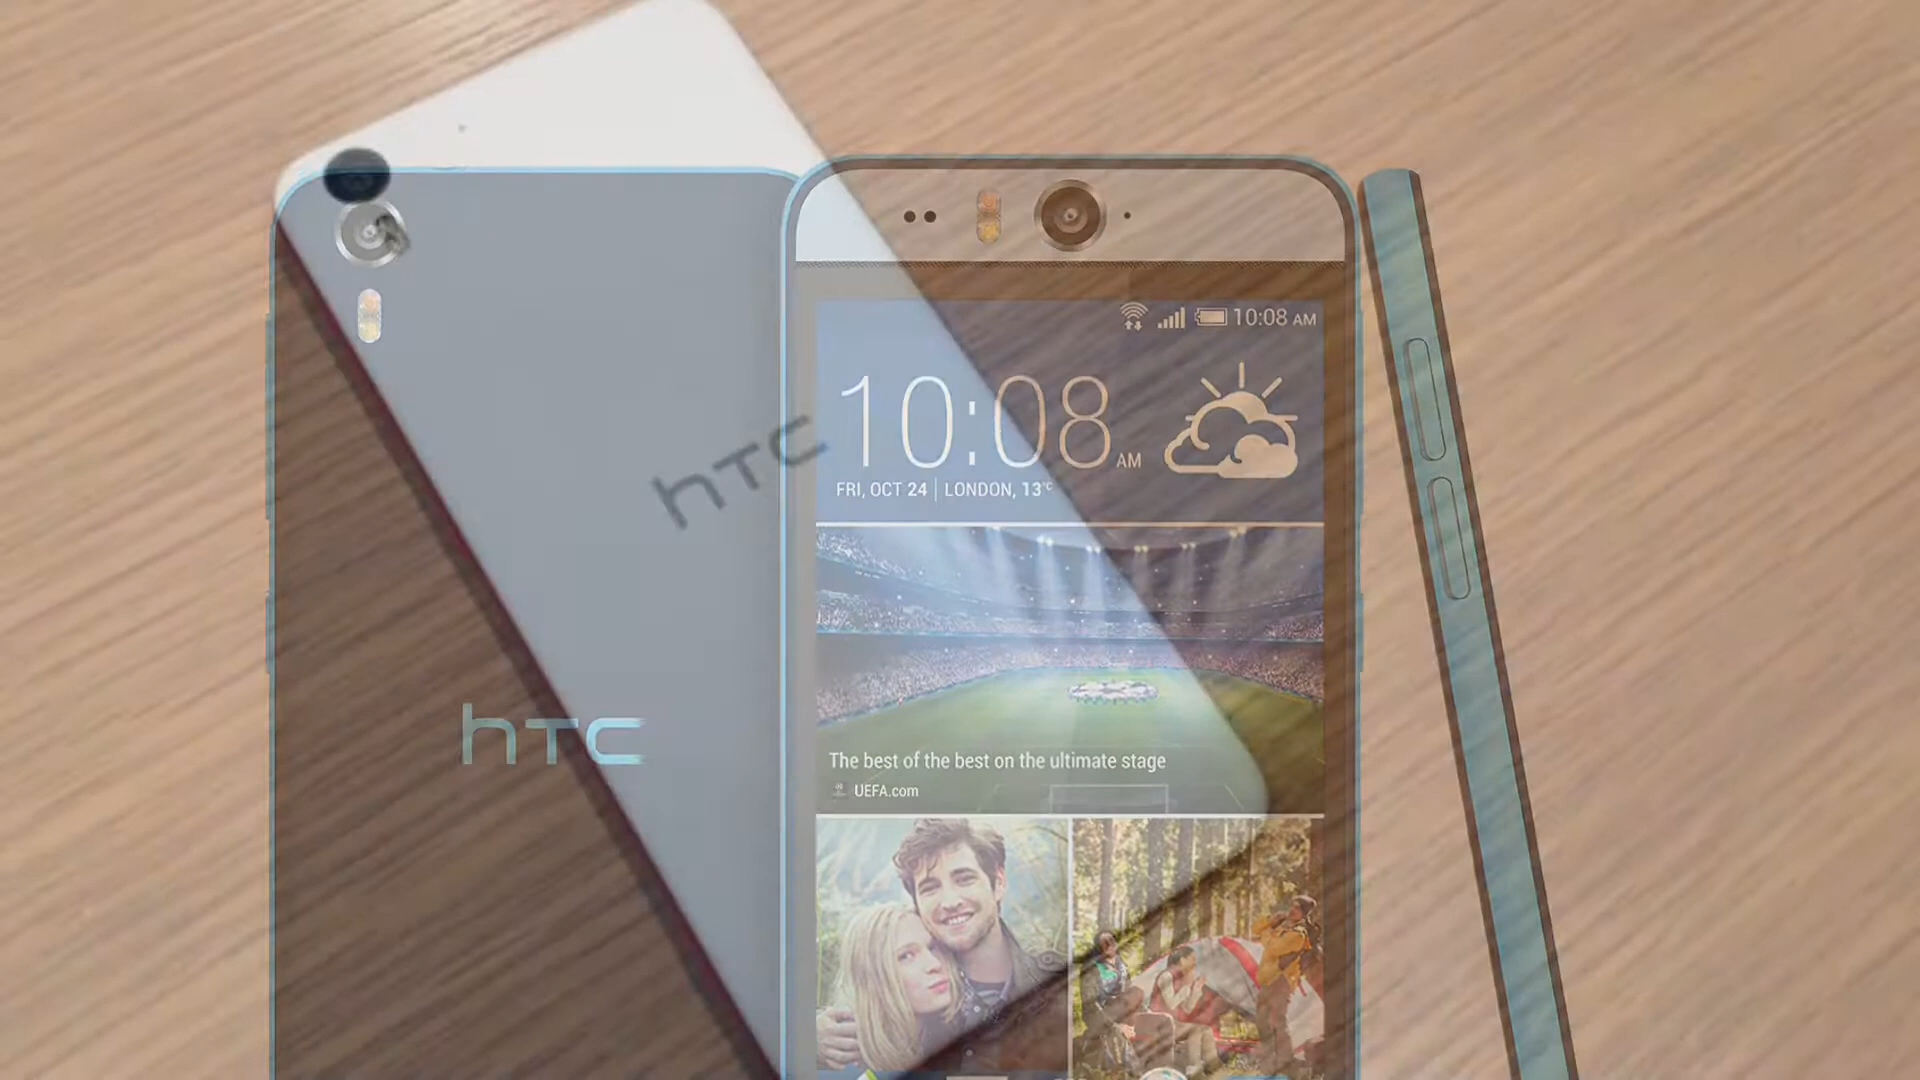 10:08 AM
10:08 AM
FRI, OCT 24 | LONDON, 13°C
hTC
hTC
The best of the best on the ultimate stage
UEFA.com